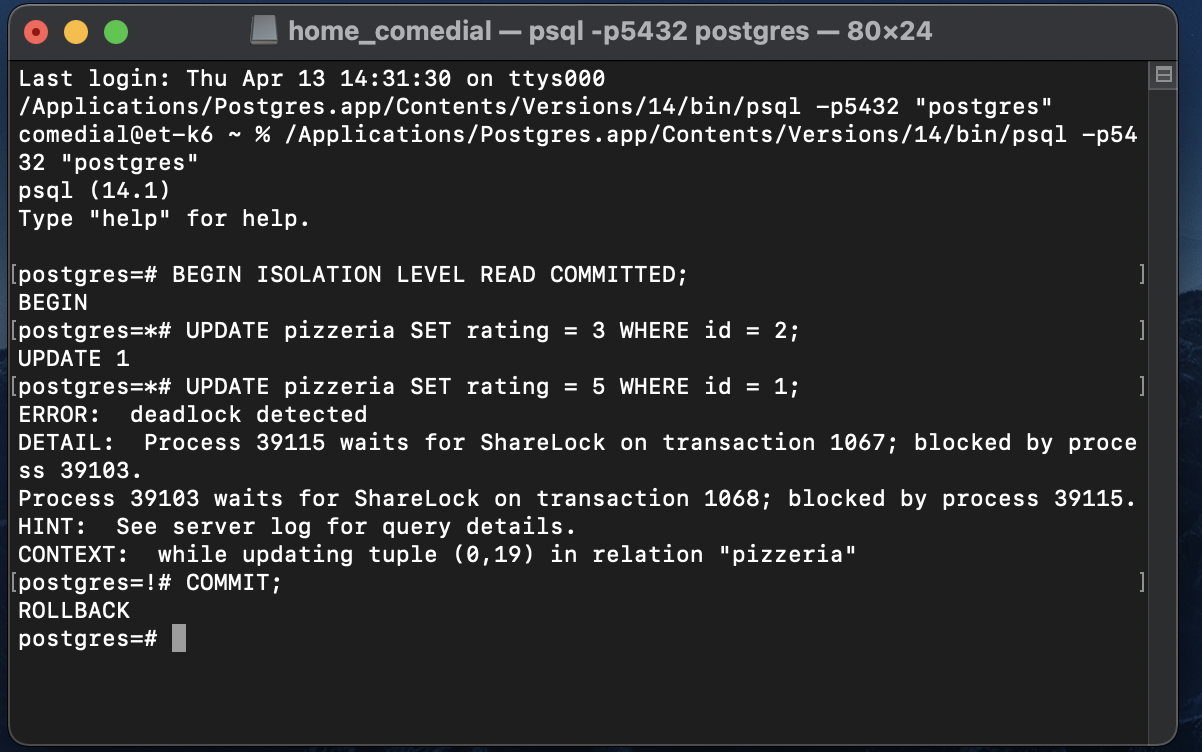 home_comedial — psql -p5432 postgres — 80×24
Last login: Thu Apr 13 14:31:30 on ttys000
/Applications/Postgres.app/Contents/Versions/14/bin/psql -p5432 "postgres"
comedial@et-k6 ~ % /Applications/Postgres.app/Contents/Versions/14/bin/psql -p54
32 "postgres"
psql (14.1)
Type "help" for help.
[postgres=# BEGIN ISOLATION LEVEL READ COMMITTED; ]
BEGIN
[postgres=*# UPDATE pizzeria SET rating = 3 WHERE id = 2; ]
UPDATE 1
[postgres=*# UPDATE pizzeria SET rating = 5 WHERE id = 1; ]
ERROR:  deadlock detected
DETAIL:  Process 39115 waits for ShareLock on transaction 1067; blocked by proce
ss 39103.
Process 39103 waits for ShareLock on transaction 1068; blocked by process 39115.
HINT:  See server log for query details.
CONTEXT:  while updating tuple (0,19) in relation "pizzeria"
[postgres=!# COMMIT; ]
ROLLBACK
postgres=#